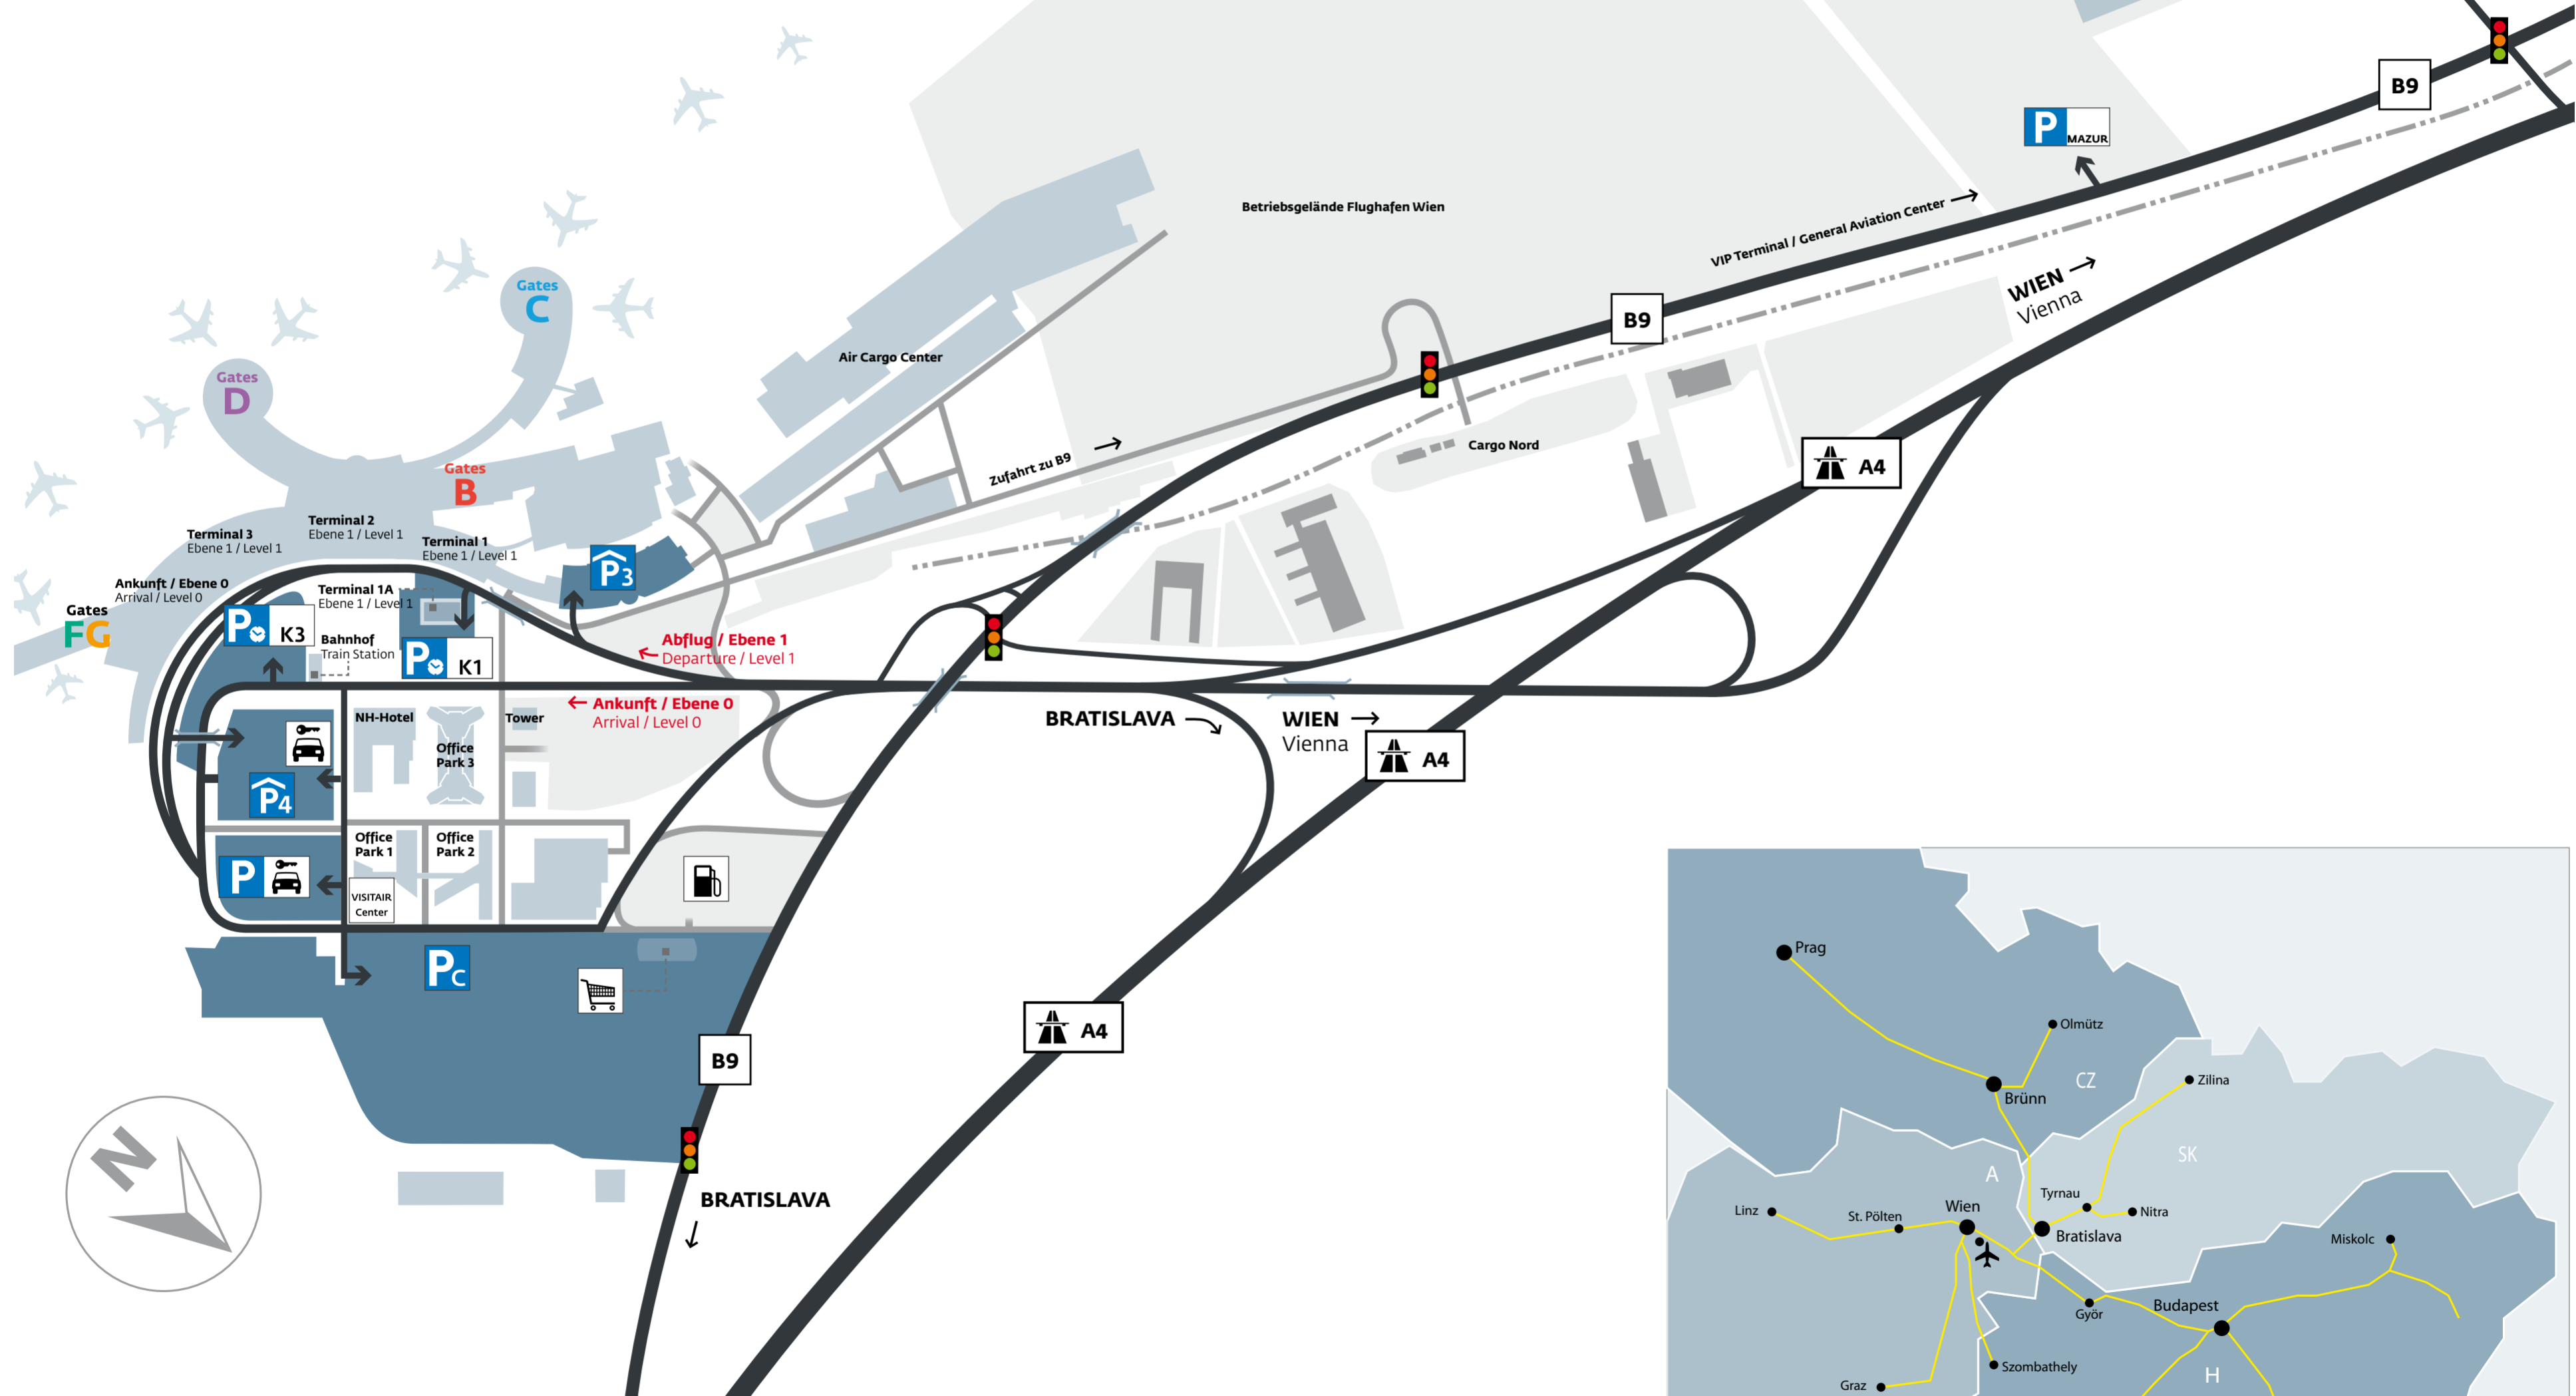 B9
P MAZUR
Betriebsgelände Flughafen Wien
VIP Terminal / General Aviation Center
WIEN
Vienna
Gates
C
B9
Air Cargo Center
Gates
D
Zufahrt zu B9
Cargo Nord
A4
Gates
B
Terminal 3
Ebene 1 / Level 1
Terminal 2
Ebene 1 / Level 1
Terminal 1
Ebene 1 / Level 1
P3
Ankunft / Ebene 0
Arrival / Level 0
Terminal 1A
Ebene 1 / Level 1
Gates
FG
P K3
Bahnhof
Train Station
P K1
Abflug / Ebene 1
Departure / Level 1
Ankunft / Ebene 0
Arrival / Level 0
NH-Hotel
Tower
Office
Park 3
BRATISLAVA
WIEN
Vienna
A4
P4
Office
Park 1
Office
Park 2
P
VISITAIR
Center
PC
A4
B9
BRATISLAVA
N
Prag
Olmütz
CZ
Brünn
Zilina
SK
A
Tyrnau
Wien
Linz
St. Pölten
Nitra
Bratislava
Miskolc
Györ
Budapest
Szombathely
H
Graz